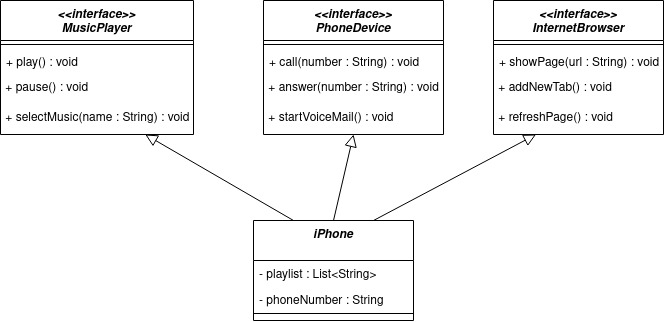 <<interface>>
MusicPlayer
+ play() : void
+ pause() : void
+ selectMusic(name : String) : void
<<interface>>
PhoneDevice
+ call(number : String) : void
+ answer(number : String) : void
+ startVoiceMail() : void
<<interface>>
InternetBrowser
+ showPage(url : String) : void
+ addNewTab() : void
+ refreshPage() : void
iPhone
- playlist : List<String>
- phoneNumber : String